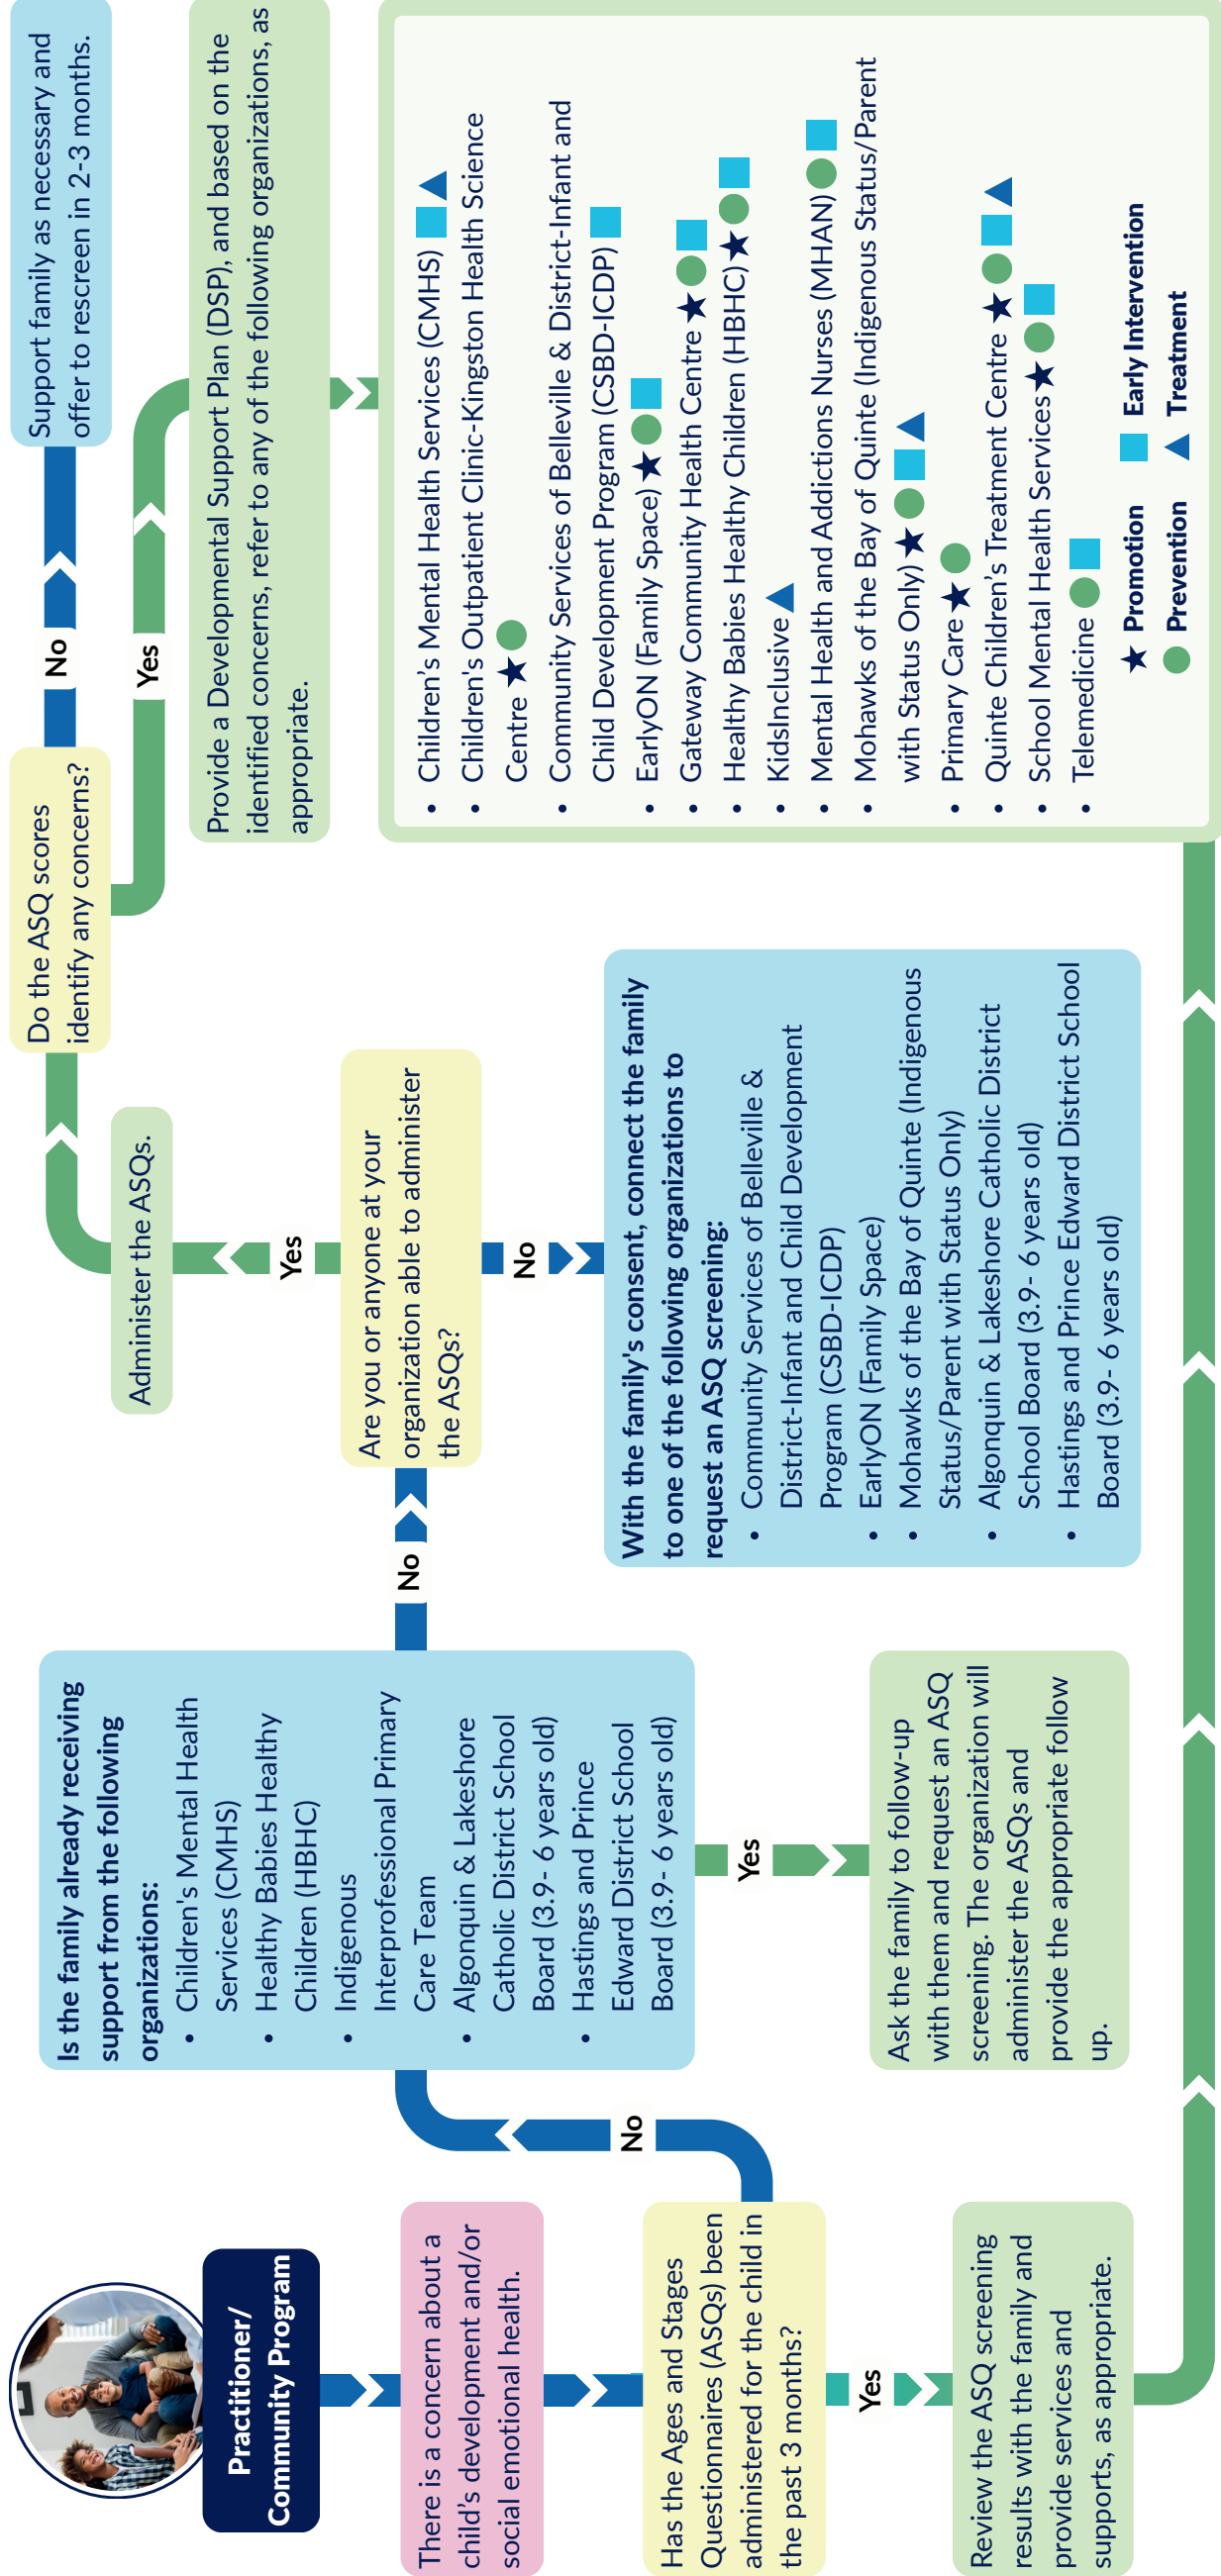 Practitioner/
Community Program
There is a concern about a
child's development and/or
social emotional health.
Has the Ages and Stages
Questionnaires (ASQs) been
administered for the child in
the past 3 months?
Yes
Review the ASQ screening
results with the family and
provide services and
supports, as appropriate.
No
Is the family already receiving
support from the following
organizations:
• Children's Mental Health
Services (CMHS)
• Healthy Babies Healthy
Children (HBHC)
• Indigenous
Interprofessional Primary
Care Team
• Algonquin & Lakeshore
Catholic District School
Board (3.9- 6 years old)
• Hastings and Prince
Edward District School
Board (3.9- 6 years old)
Yes
Ask the family to follow-up
with them and request an ASQ
screening. The organization will
administer the ASQs and
provide the appropriate follow
up.
No
Are you or anyone at your
organization able to administer
the ASQs?
Yes
Administer the ASQs.
No
With the family's consent, connect the family
to one of the following organizations to
request an ASQ screening:
• Community Services of Belleville &
District-Infant and Child Development
Program (CSBD-ICDP)
• EarlyON (Family Space)
• Mohawks of the Bay of Quinte (Indigenous
Status/Parent with Status Only)
• Algonquin & Lakeshore Catholic District
School Board (3.9- 6 years old)
• Hastings and Prince Edward District School
Board (3.9- 6 years old)
Do the ASQ scores
identify any concerns?
No
Support family as necessary and
offer to rescreen in 2-3 months.
Yes
Provide a Developmental Support Plan (DSP), and based on the
identified concerns, refer to any of the following organizations, as
appropriate.
• Children's Mental Health Services (CMHS)
• Children's Outpatient Clinic-Kingston Health Science
Centre
• Community Services of Belleville & District-Infant and
Child Development Program (CSBD-ICDP)
• EarlyON (Family Space)
• Gateway Community Health Centre
• Healthy Babies Healthy Children (HBHC)
• KidsInclusive
• Mental Health and Addictions Nurses (MHAN)
• Mohawks of the Bay of Quinte (Indigenous Status/Parent
with Status Only)
• Primary Care
• Quinte Children's Treatment Centre
• School Mental Health Services
• Telemedicine
Promotion
Early Intervention
Prevention
Treatment